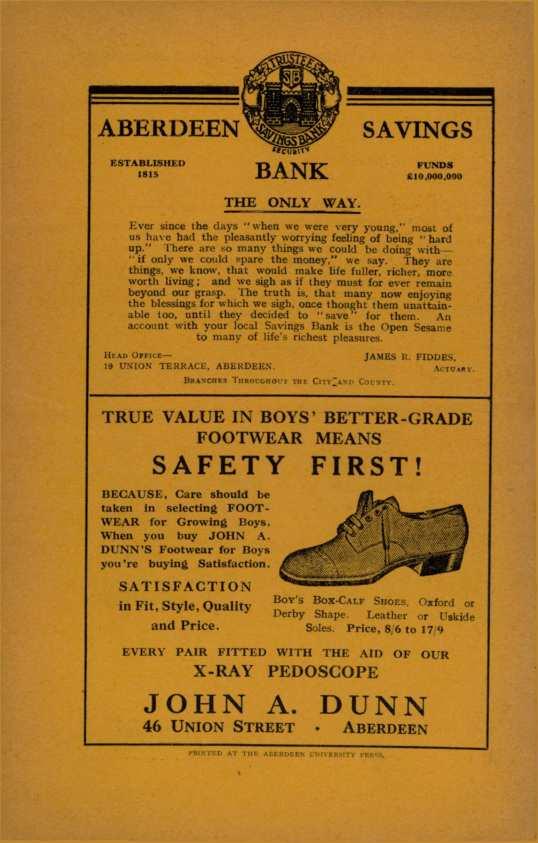 TRUSTEES
STB
SAVINGS BANK
SECURITY
ABERDEEN SAVINGS
BANK
ESTABLISHED
1815
FUNDS
£10,000,000
THE ONLY WAY.
Ever since the days "when we were very young," most of
us have had the pleasantly worrying feeling of being "hard
up." There are so many things we could be doing with—
"if only we could spare the money," we say. They are
things, we know, that would make life fuller, richer, more
worth living; and we sigh as if they must for ever remain
beyond our grasp. The truth is, that many now enjoying
the blessings for which we sigh, once thought them unattain-
able too, until they decided to "save" for them. An
account with your local Savings Bank is the Open Sesame
to many of life's richest pleasures.
HEAD OFFICE—
19 UNION TERRACE, ABERDEEN.
JAMES R. FIDDES,
ACTUARY.
BRANCHES THROUGHOUT THE CITY AND COUNTY.
TRUE VALUE IN BOYS' BETTER-GRADE
FOOTWEAR MEANS
SAFETY FIRST!
BECAUSE, Care should be
taken in selecting FOOT-
WEAR for Growing Boys.
When you buy JOHN A.
DUNN'S Footwear for Boys
you're buying Satisfaction.
SATISFACTION
in Fit, Style, Quality
and Price.
BOY'S BOX-CALF SHOES, Oxford or
Derby Shape. Leather or Uskide
Soles. Price, 8/6 to 17/9
EVERY PAIR FITTED WITH THE AID OF OUR
X-RAY PEDOSCOPE
JOHN A. DUNN
46 UNION STREET • ABERDEEN
PRINTED AT THE ABERDEEN UNIVERSITY PRESS.